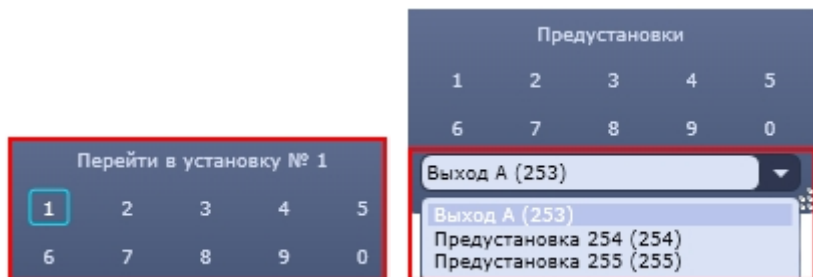 Перейти в установку № 1
1 2 3 4 5
6 7 8 9 0
Предустановки
1 2 3 4 5
6 7 8 9 0
Выход А (253)
Выход А (253)
Предустановка 254 (254)
Предустановка 255 (255)